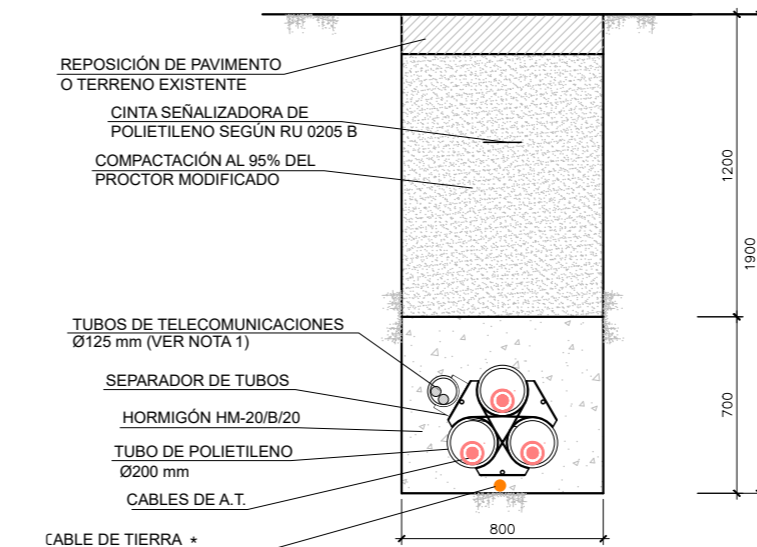 REPOSICIÓN DE PAVIMENTO
O TERRENO EXISTENTE
CINTA SEÑALIZADORA DE
POLIETILENO SEGÚN RU 0205 B
COMPACTACIÓN AL 95% DEL
PROCTOR MODIFICADO
1200
1900
TUBOS DE TELECOMUNICACIONES
Ø125 mm (VER NOTA 1)
SEPARADOR DE TUBOS
HORMIGÓN HM-20/B/20
TUBO DE POLIETILENO
Ø200 mm
CABLES DE A.T.
CABLE DE TIERRA *
700
800